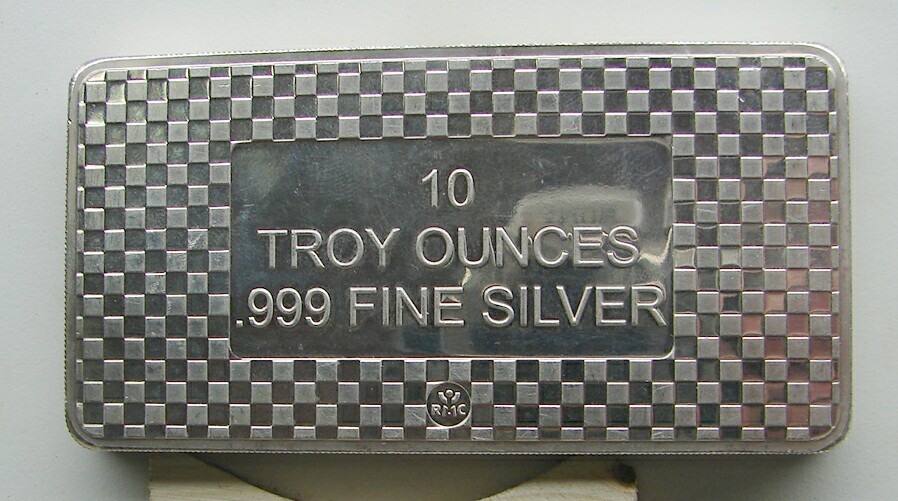 10
TROY OUNCES
.999 FINE SILVER
RMC